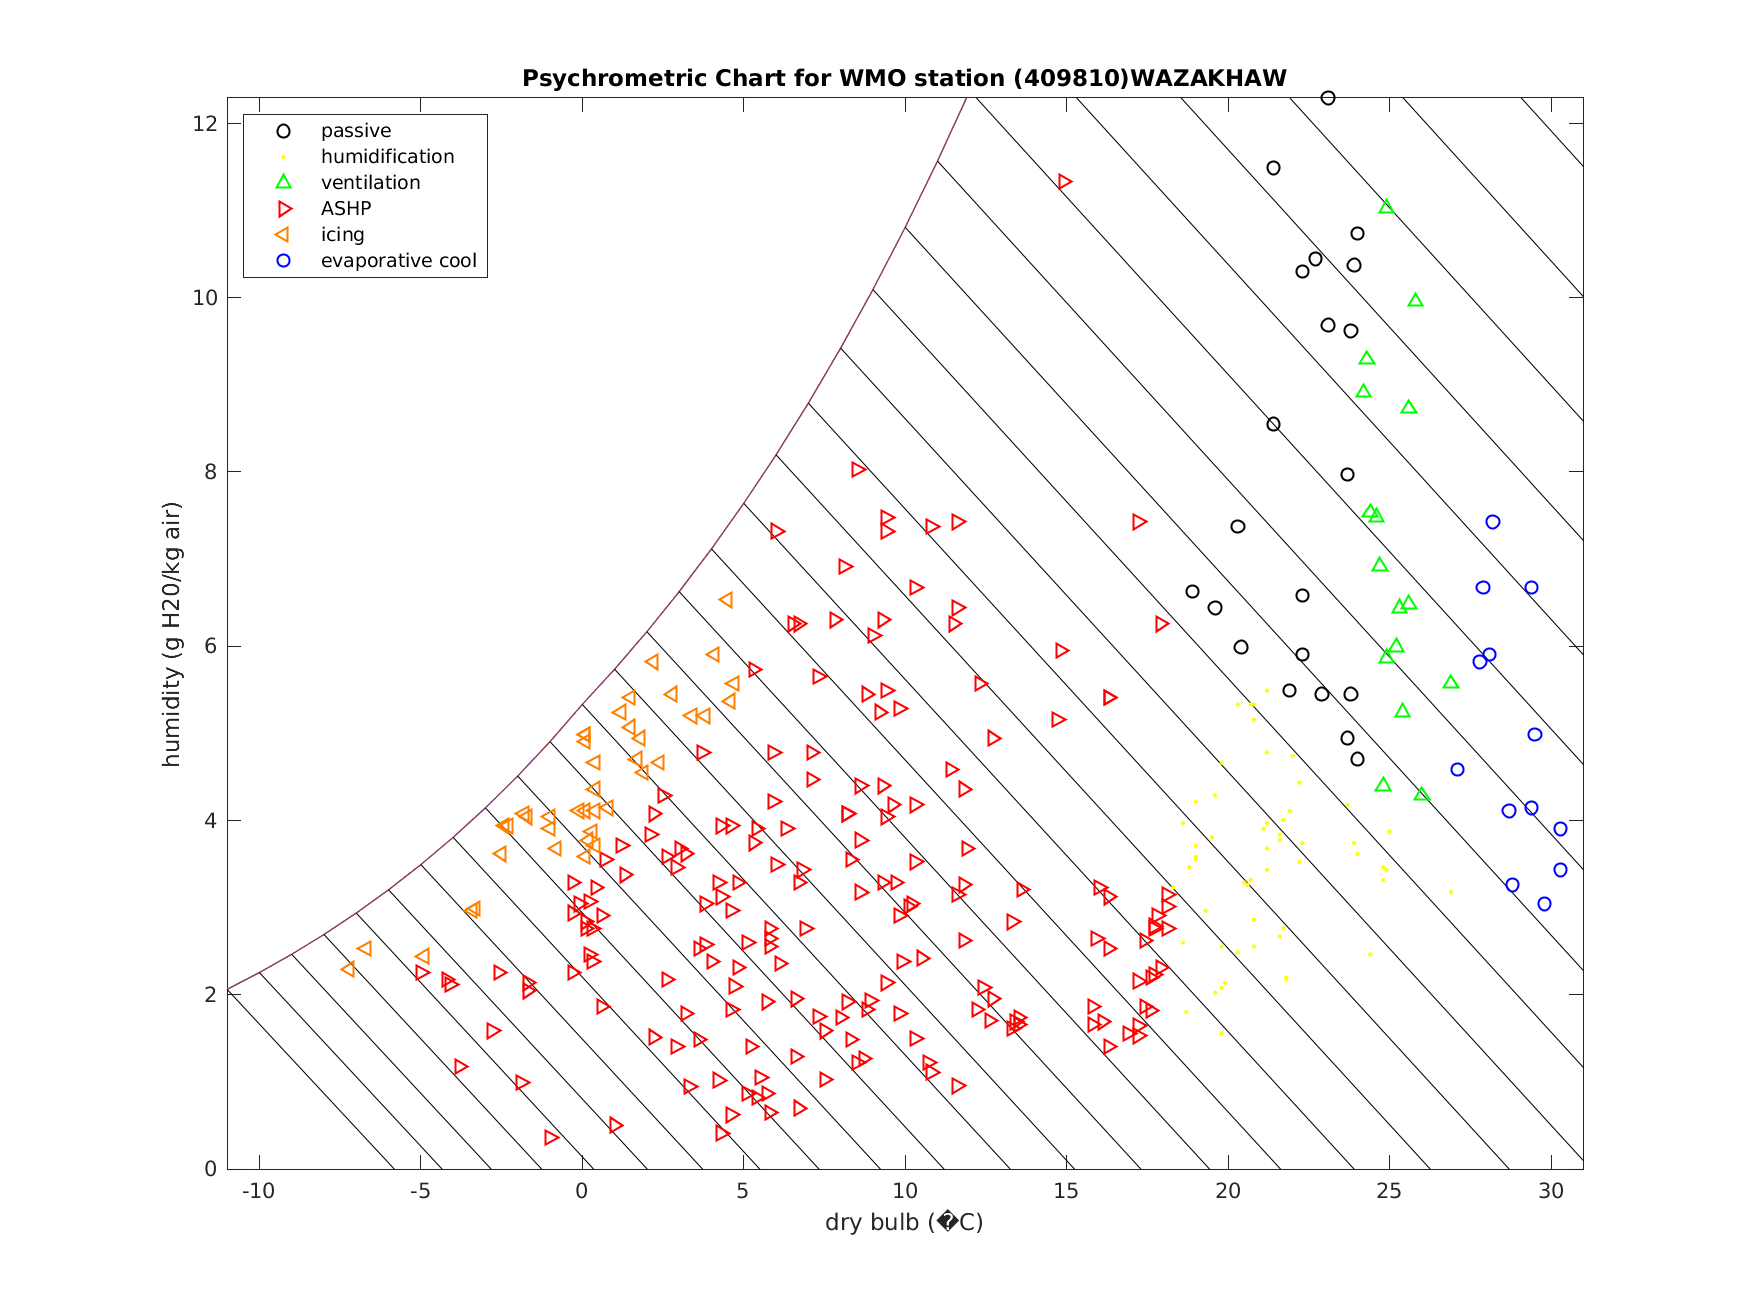 Psychrometric Chart for WMO station (409810)WAZAKHAW
passive
humidification
ventilation
ASHP
icing
evaporative cool
humidity (g H20/kg air)
12
10
8
6
4
2
0
-10 -5 0 5 10 15 20 25 30
dry bulb (�C)